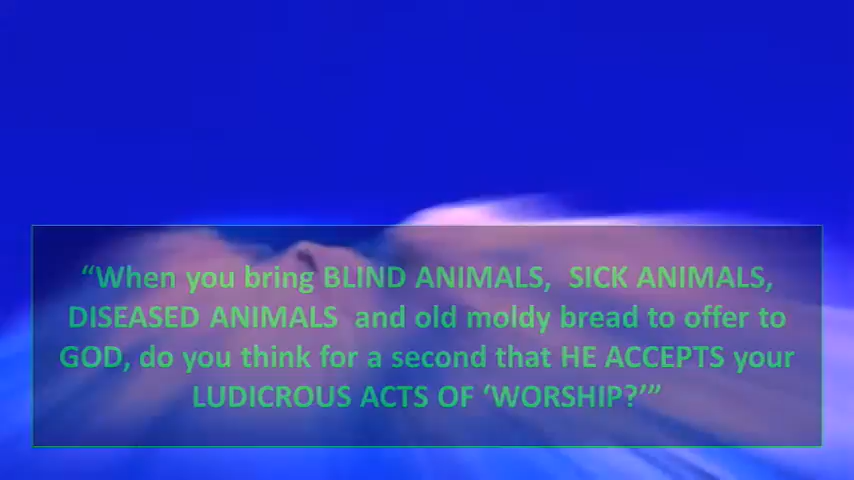 “When you bring BLIND ANIMALS,  SICK ANIMALS,
DISEASED ANIMALS  and old moldy bread to offer to
GOD, do you think for a second that HE ACCEPTS your
LUDICROUS ACTS OF ‘WORSHIP?’”